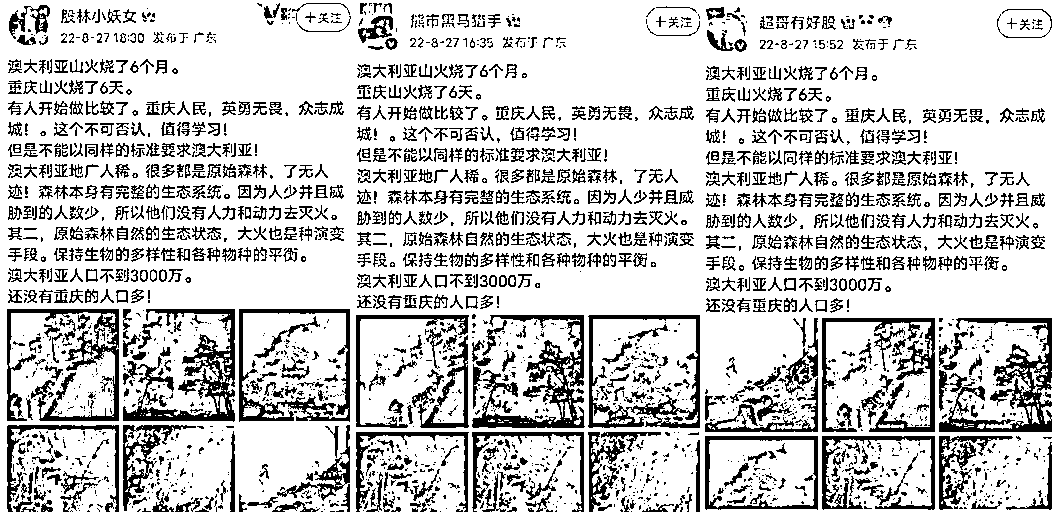 股林小妖女
+关注
22-8-27 18:30 发布于 广东
澳大利亚山火烧了6个月。
重庆山火烧了6天。
有人开始做比较了。重庆人民，英勇无畏，众志成
城！。这个不可否认，值得学习！
但是不能以同样的标准要求澳大利亚！
澳大利亚地广人稀。很多都是原始森林，了无人
迹！森林本身有完整的生态系统。因为人少并且威
胁到的人数少，所以他们没有人力和动力去灭火。
其二，原始森林自然的生态状态，大火也是种演变
手段。保持生物的多样性和各种物种的平衡。
澳大利亚人口不到3000万。
还没有重庆的人口多！
熊市黑马猎手
+关注
22-8-27 16:35 发布于 广东
澳大利亚山火烧了6个月。
重庆山火烧了6天。
有人开始做比较了。重庆人民，英勇无畏，众志成
城！。这个不可否认，值得学习！
但是不能以同样的标准要求澳大利亚！
澳大利亚地广人稀。很多都是原始森林，了无人
迹！森林本身有完整的生态系统。因为人少并且威
胁到的人数少，所以他们没有人力和动力去灭火。
其二，原始森林自然的生态状态，大火也是种演变
手段。保持生物的多样性和各种物种的平衡。
澳大利亚人口不到3000万。
还没有重庆的人口多！
超哥有好股
+关注
22-8-27 15:52 发布于 广东
澳大利亚山火烧了6个月。
重庆山火烧了6天。
有人开始做比较了。重庆人民，英勇无畏，众志成
城！。这个不可否认，值得学习！
但是不能以同样的标准要求澳大利亚！
澳大利亚地广人稀。很多都是原始森林，了无人
迹！森林本身有完整的生态系统。因为人少并且威
胁到的人数少，所以他们没有人力和动力去灭火。
其二，原始森林自然的生态状态，大火也是种演变
手段。保持生物的多样性和各种物种的平衡。
澳大利亚人口不到3000万。
还没有重庆的人口多！